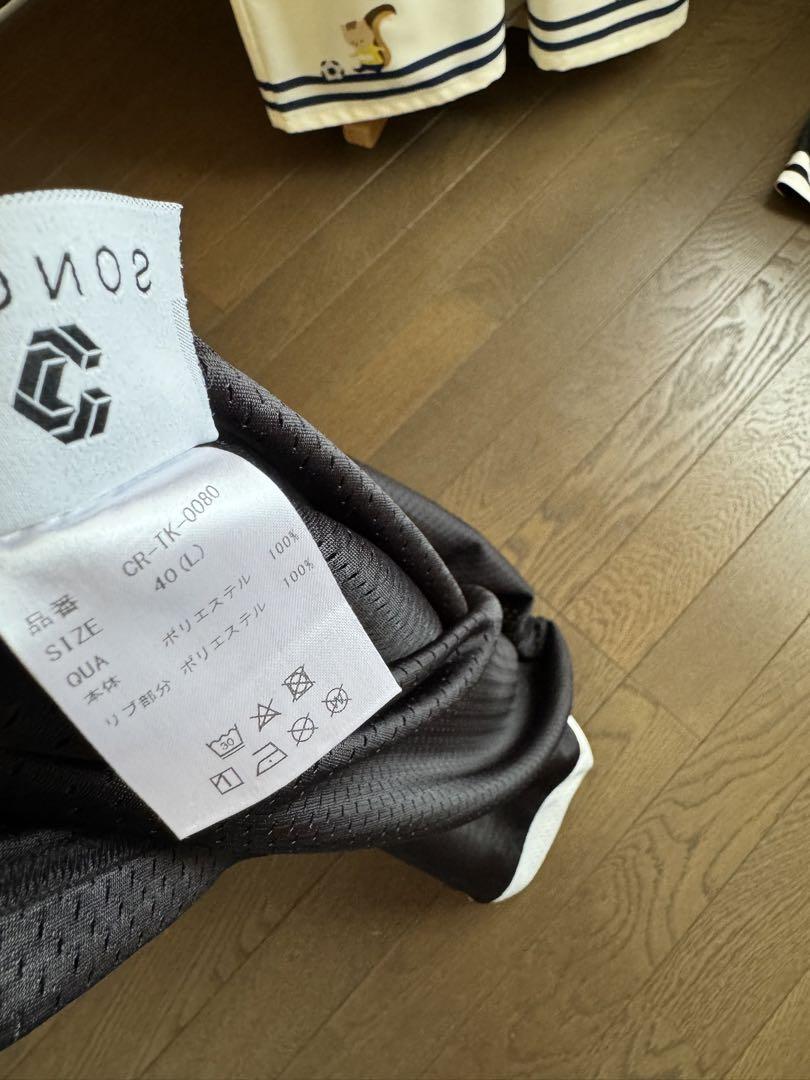 CR-TK-0080
品番
40(L)
SIZE
QUA
本体 ポリエステル 100%
リブ部分 ポリエステル 100%
30